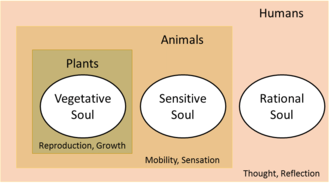 Humans
Animals
Plants
Vegetative
Soul
Sensitive
Soul
Rational
Soul
Reproduction, Growth
Mobility, Sensation
Thought, Reflection